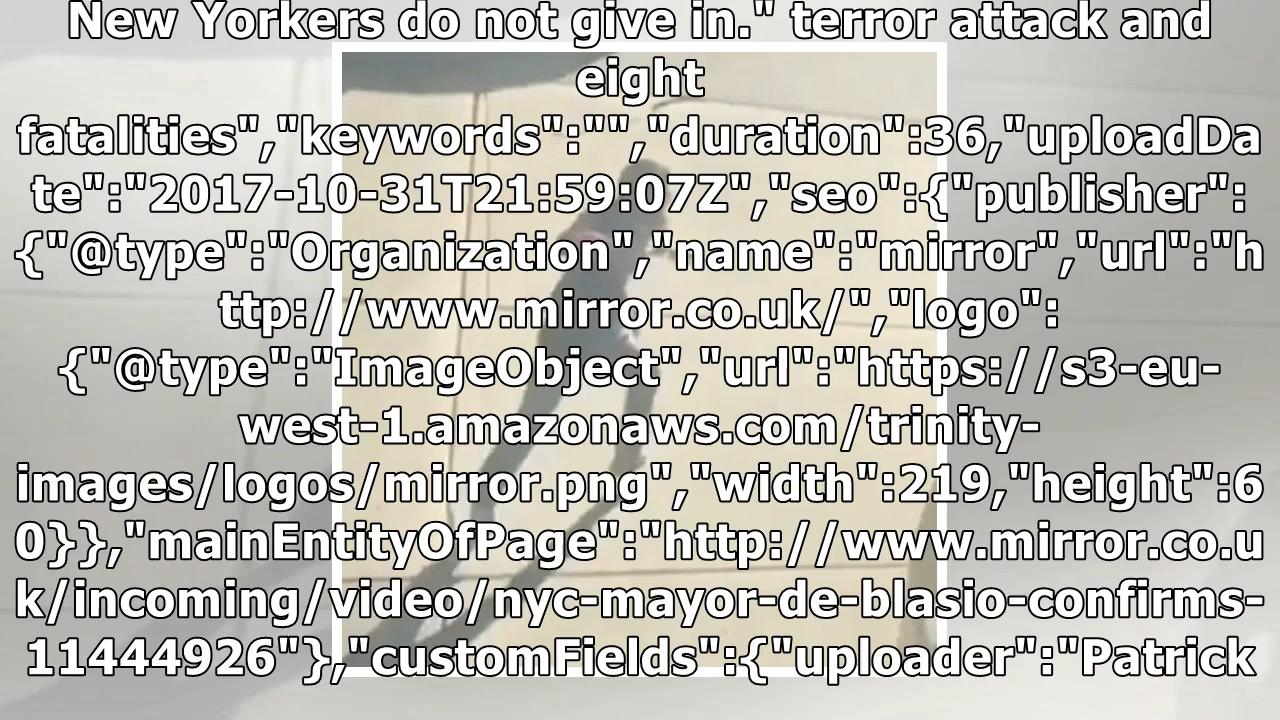 New Yorkers do not give in." terror attack and
eight
fatalities","keywords":"","duration":36,"uploadDa
te":"2017-10-31T21:59:07Z","seo":{"publisher":
{"@type":"Organization","name":"mirror","url":"h
ttp://www.mirror.co.uk/","logo":
{"@type":"ImageObject","url":"https://s3-eu-
west-1.amazonaws.com/trinity-
images/logos/mirror.png","width":219,"height":6
0}},"mainEntityOfPage":"http://www.mirror.co.u
k/incoming/video/nyc-mayor-de-blasio-confirms-
11444926"},"customFields":{"uploader":"Patrick